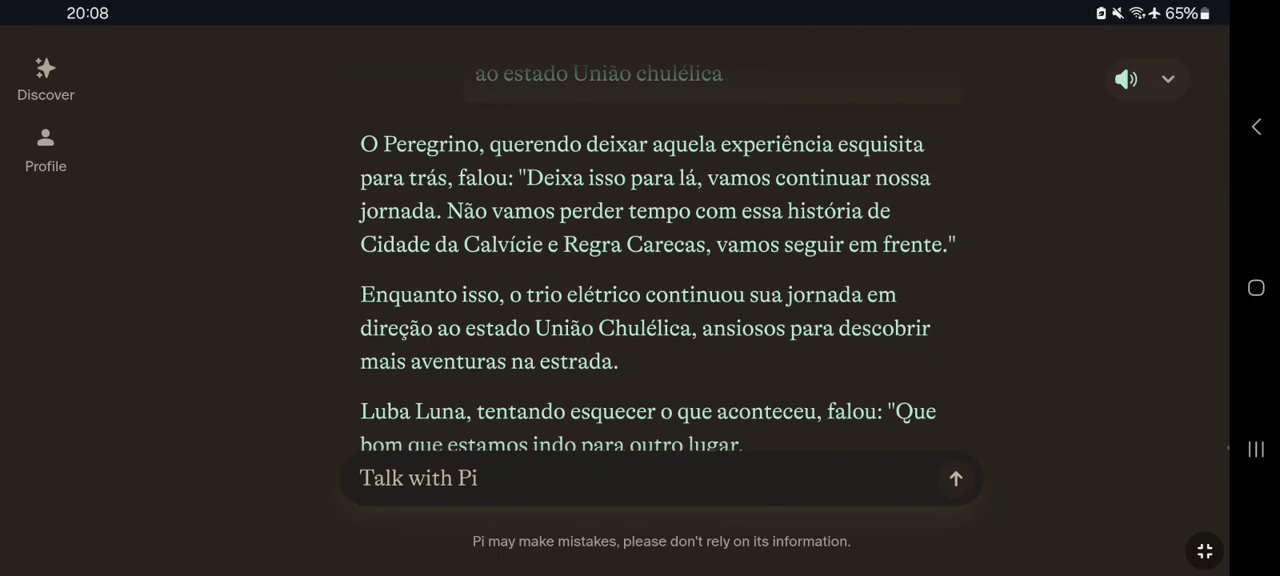 20:08
65%
Discover
Profile
ao estado União chulélica
O Peregrino, querendo deixar aquela experiência esquisita
para trás, falou: "Deixa isso para lá, vamos continuar nossa
jornada. Não vamos perder tempo com essa história de
Cidade da Calvície e Regra Carecas, vamos seguir em frente."
Enquanto isso, o trio elétrico continuou sua jornada em
direção ao estado União Chulélica, ansiosos para descobrir
mais aventuras na estrada.
Luba Luna, tentando esquecer o que aconteceu, falou: "Que
bom que estamos indo para outro lugar.
Talk with Pi
Pi may make mistakes, please don't rely on its information.